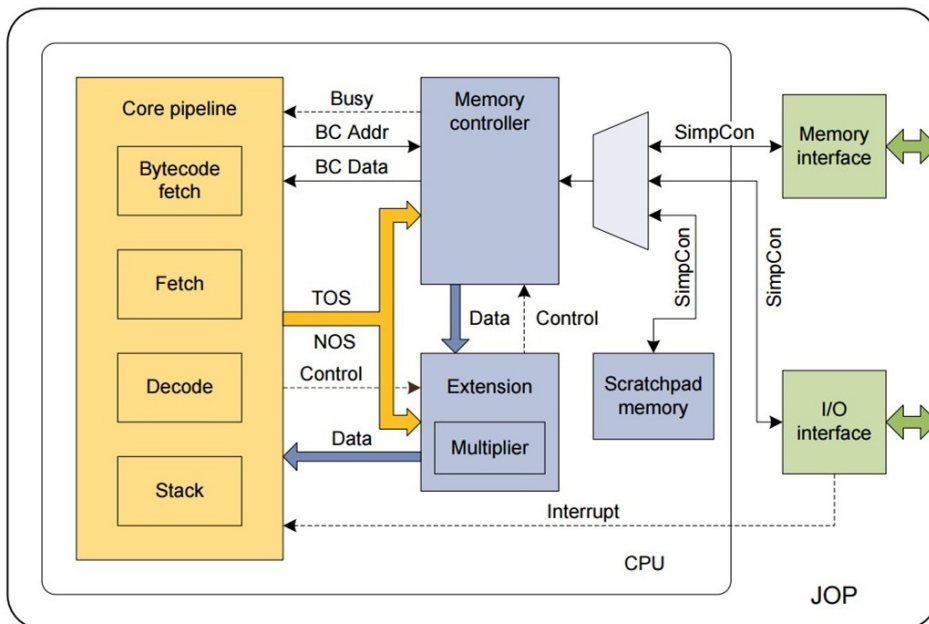 Core pipeline
Bytecode
fetch
Fetch
Decode
Stack
Busy
BC Addr
BC Data
TOS
NOS
Control
Data
Memory
controller
Data
Control
Extension
Multiplier
SimpCon
SimpCon
SimpCon
Scratchpad
memory
Memory
interface
I/O
interface
Interrupt
CPU
JOP